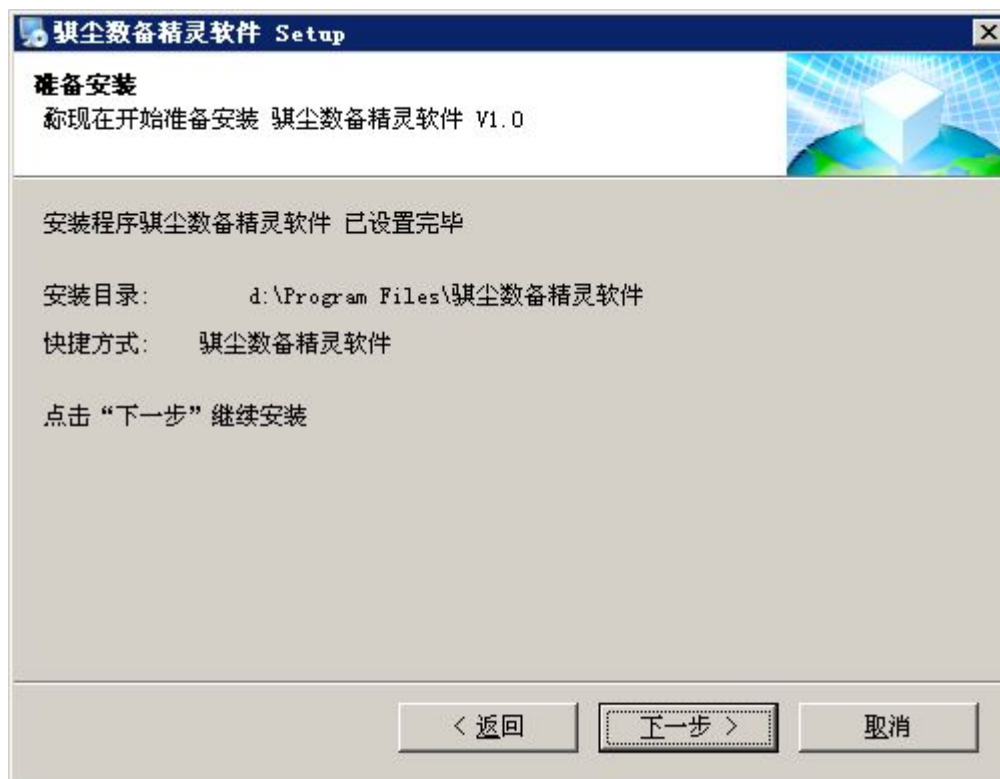 骐尘数备精灵软件 Setup
准备安装
你现在开始准备安装 骐尘数备精灵软件 V1.0
安装程序骐尘数备精灵软件 已设置完毕
安装目录: d:\Program Files\骐尘数备精灵软件
快捷方式: 骐尘数备精灵软件
点击“下一步”继续安装
< 返回
下一步 >
取消